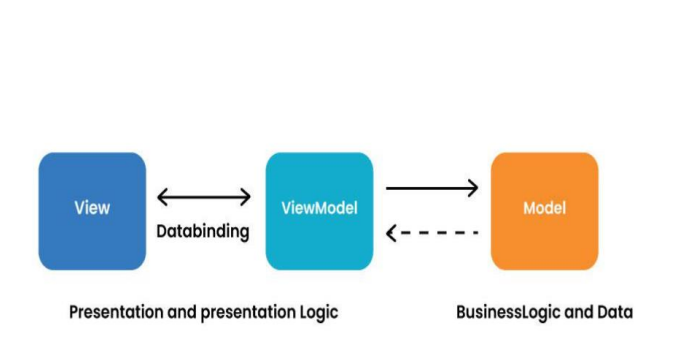 View
Databinding
ViewModel
Model
Presentation and presentation Logic
BusinessLogic and Data